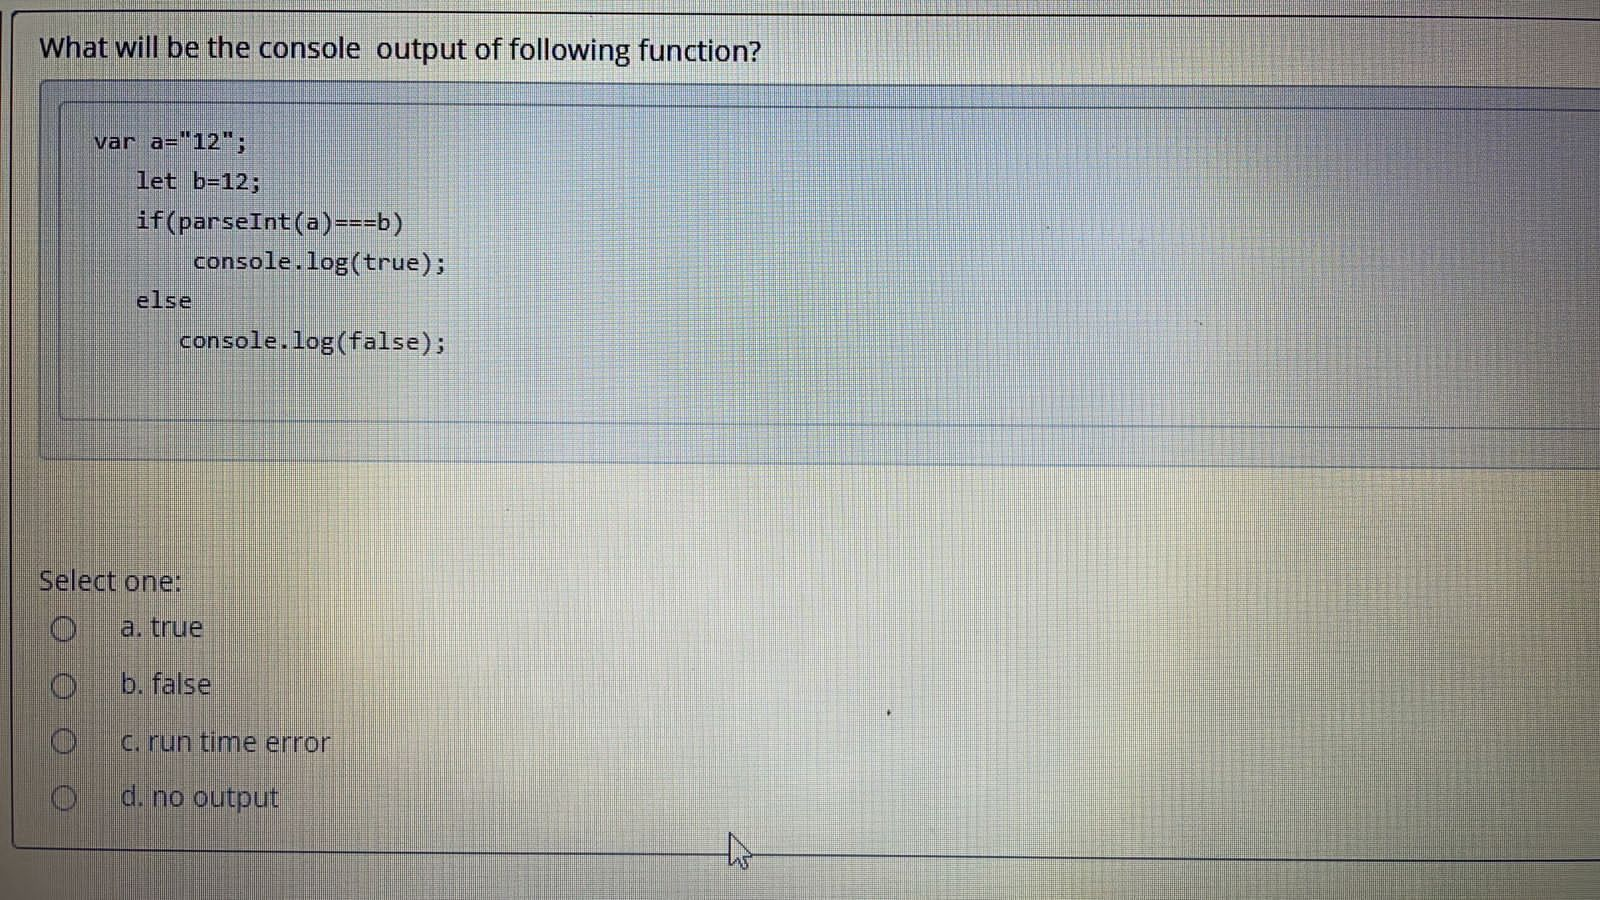 What will be the console output of following function?
var a="12";
let b=12;
if(parseInt(a)===b)
console.log(true);
else
console.log(false);
Select one:
a. true
b. false
c. run time error
d. no output